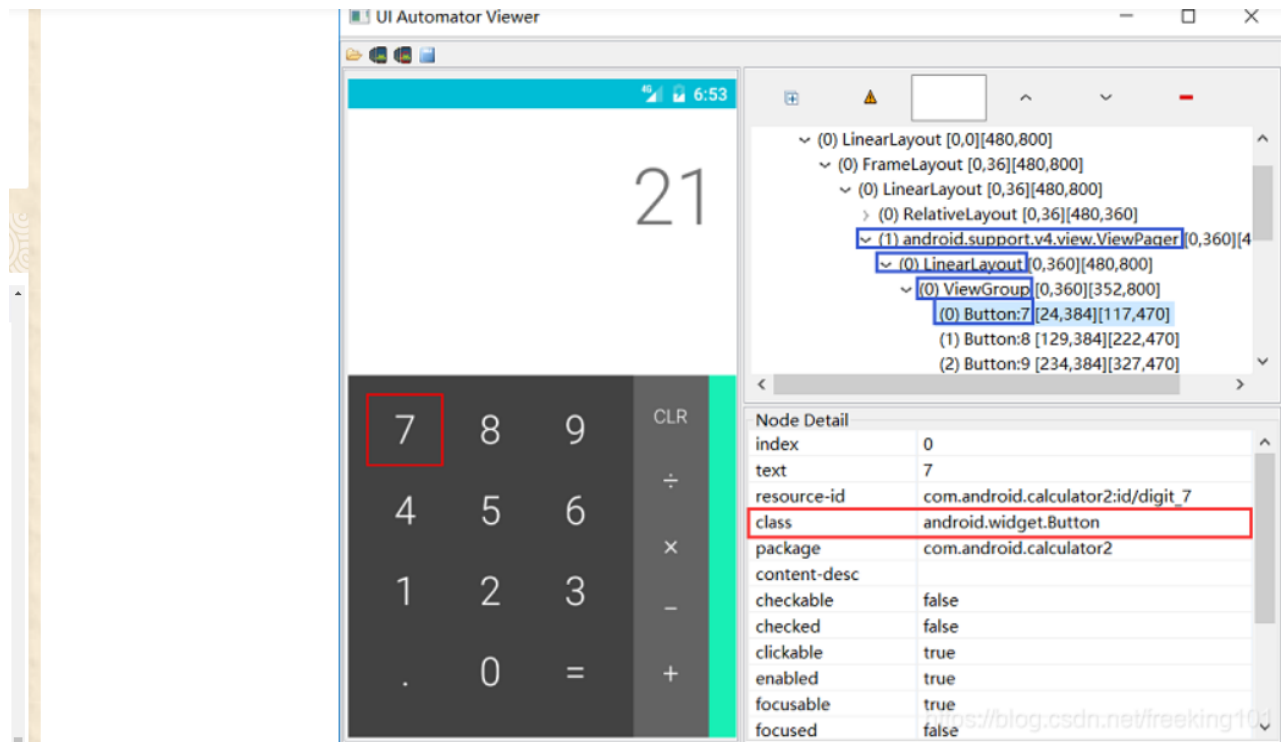 UI Automator Viewer
4G 6:53
21
7 8 9 CLR
÷
4 5 6
×
1 2 3
−
. 0 = +
(0) LinearLayout [0,0][480,800]
(0) FrameLayout [0,36][480,800]
(0) LinearLayout [0,36][480,800]
(0) RelativeLayout [0,36][480,360]
(1) android.support.v4.view.ViewPager [0,360][4
(0) LinearLayout [0,360][480,800]
(0) ViewGroup [0,360][352,800]
(0) Button:7 [24,384][117,470]
(1) Button:8 [129,384][222,470]
(2) Button:9 [234,384][327,470]
Node Detail
index 0
text 7
resource-id com.android.calculator2:id/digit_7
class android.widget.Button
package com.android.calculator2
content-desc
checkable false
checked false
clickable true
enabled true
focusable true
focused false
https://blog.csdn.net/freeking101